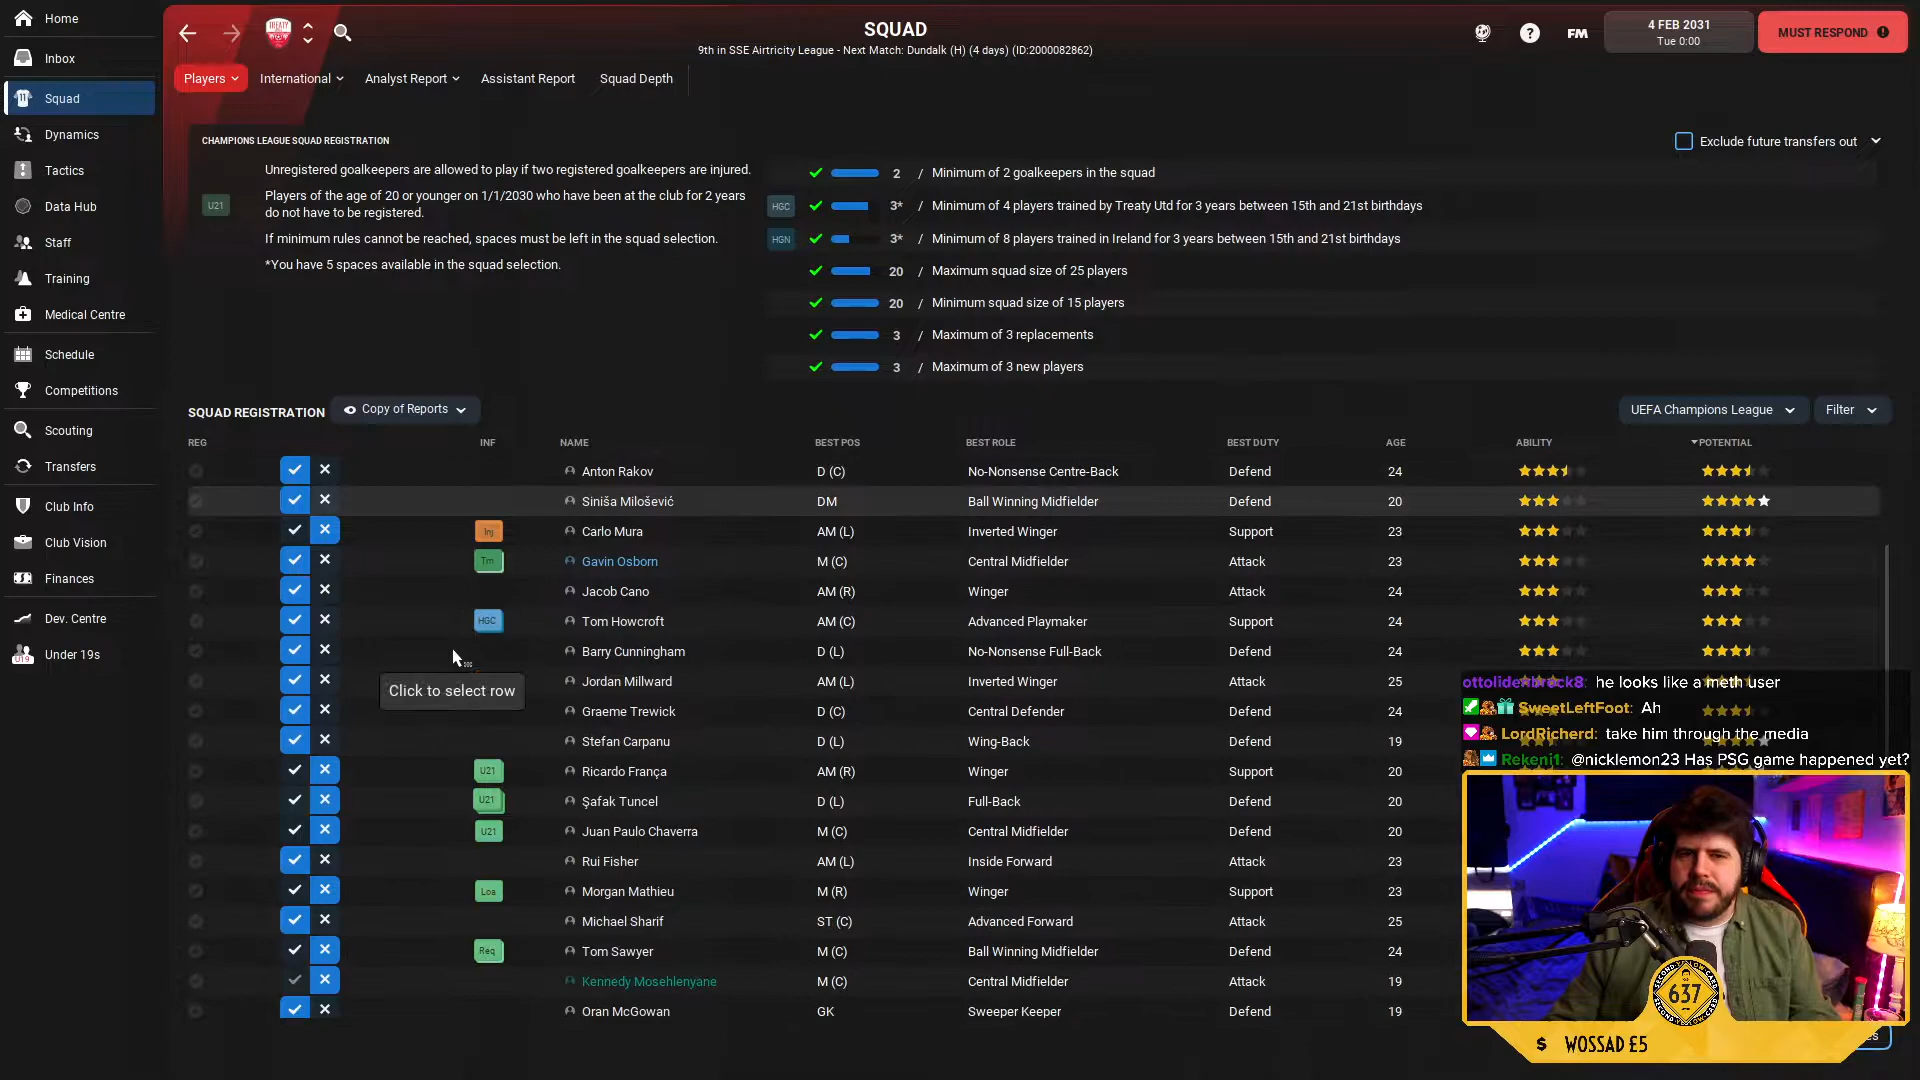 Home
Inbox
Squad
Dynamics
Tactics
Data Hub
Staff
Training
Medical Centre
Schedule
Competitions
Scouting
Transfers
Club Info
Club Vision
Finances
Dev. Centre
U19 Under 19s
TREATY
SQUAD
9th in SSE Airtricity League - Next Match: Dundalk (H) (4 days) (ID:2000082862)
? FM
4 FEB 2031
Tue 0:00
MUST RESPOND
Players International Analyst Report Assistant Report Squad Depth
CHAMPIONS LEAGUE SQUAD REGISTRATION
Exclude future transfers out
Unregistered goalkeepers are allowed to play if two registered goalkeepers are injured.
U21 Players of the age of 20 or younger on 1/1/2030 who have been at the club for 2 years
do not have to be registered.
If minimum rules cannot be reached, spaces must be left in the squad selection.
*You have 5 spaces available in the squad selection.
2 / Minimum of 2 goalkeepers in the squad
HGC 3* / Minimum of 4 players trained by Treaty Utd for 3 years between 15th and 21st birthdays
HGN 3* / Minimum of 8 players trained in Ireland for 3 years between 15th and 21st birthdays
20 / Maximum squad size of 25 players
20 / Minimum squad size of 15 players
3 / Maximum of 3 replacements
3 / Maximum of 3 new players
SQUAD REGISTRATION Copy of Reports UEFA Champions League Filter
REG INF NAME BEST POS BEST ROLE BEST DUTY AGE ABILITY POTENTIAL
Anton Rakov D (C) No-Nonsense Centre-Back Defend 24
Siniša Milošević DM Ball Winning Midfielder Defend 20
Inj Carlo Mura AM (L) Inverted Winger Support 23
Trn Gavin Osborn M (C) Central Midfielder Attack 23
Jacob Cano AM (R) Winger Attack 24
HGC Tom Howcroft AM (C) Advanced Playmaker Support 24
Barry Cunningham D (L) No-Nonsense Full-Back Defend 24
Jordan Millward AM (L) Inverted Winger Attack 25
Click to select row
Graeme Trewick D (C) Central Defender Defend 24
Stefan Carpanu D (L) Wing-Back Defend 19
U21 Ricardo França AM (R) Winger Support 20
U21 Şafak Tuncel D (L) Full-Back Defend 20
U21 Juan Paulo Chaverra M (C) Central Midfielder Defend 20
Rui Fisher AM (L) Inside Forward Attack 23
Loa Morgan Mathieu M (R) Winger Support 23
Michael Sharif ST (C) Advanced Forward Attack 25
Req Tom Sawyer M (C) Ball Winning Midfielder Defend 24
Kennedy Mosehlenyane M (C) Central Midfielder Attack 19
Oran McGowan GK Sweeper Keeper Defend 19
ottolidenbrock8: he looks like a meth user
SweetLeftFoot: Ah
LordRicherd: take him through the media
Rekeni1: @nicklemon23 Has PSG game happened yet?
SECOND YELLOW CARD
637
$ WOSSAD £5